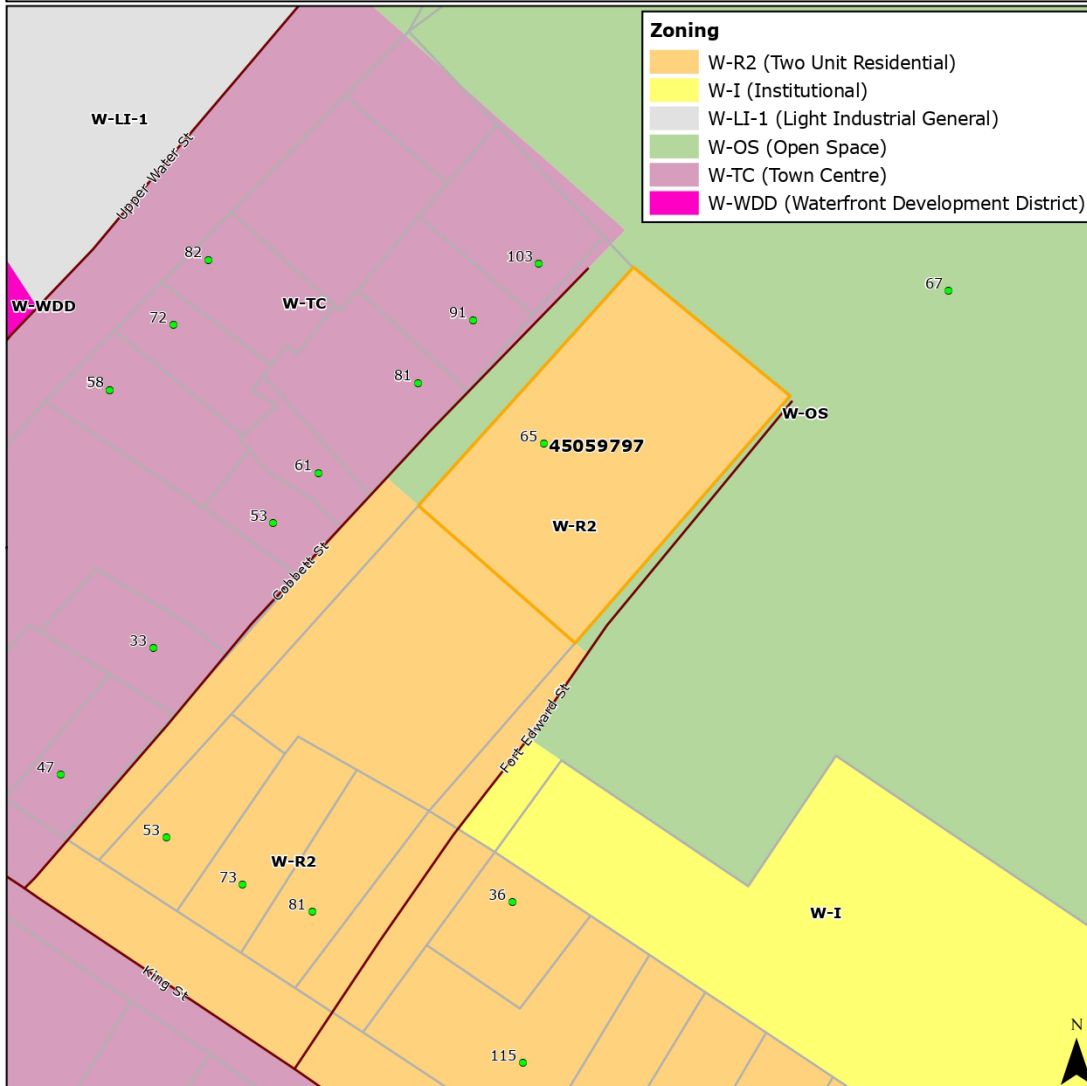 Zoning
W-R2 (Two Unit Residential)
W-I (Institutional)
W-LI-1 (Light Industrial General)
W-OS (Open Space)
W-TC (Town Centre)
W-WDD (Waterfront Development District)
W-LI-1
Upper Water St
82
103
67
W-WDD
W-TC
72
91
58
81
W-OS
65
45059797
61
53
W-R2
Cobbett St
33
Fort Edward St
47
53
W-R2
73
81
36
W-I
King St
N
115